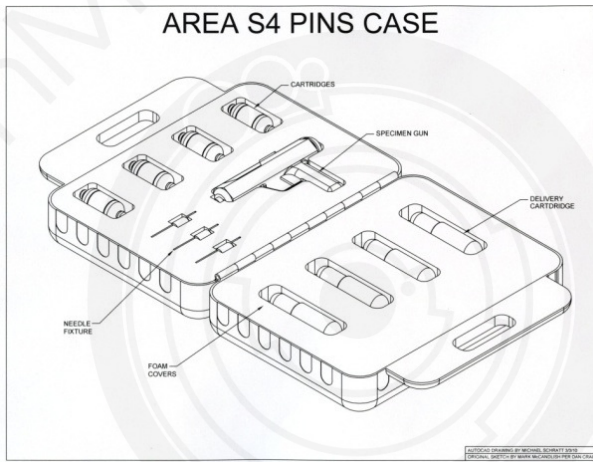 AREA S4 PINS CASE
CARTRIDGES
SPECIMEN GUN
DELIVERY
CARTDRIDGE
NEEDLE
FIXTURE
FOAM
COVERS
AUTOCAD DRAWING BY MICHAEL SCHRATT
ORIGINAL SKETCH BY MARK McCANDLISH PER DAN